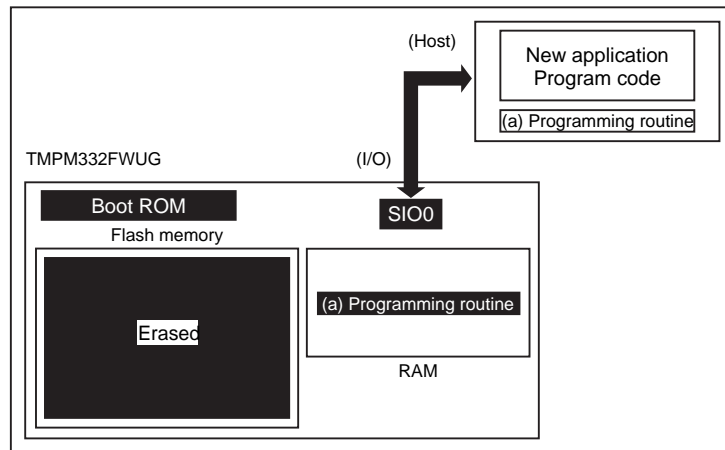 (Host)
New application
Program code
(a) Programming routine
TMPM332FWUG
(I/O)
Boot ROM
SIO0
Flash memory
(a) Programming routine
Erased
RAM